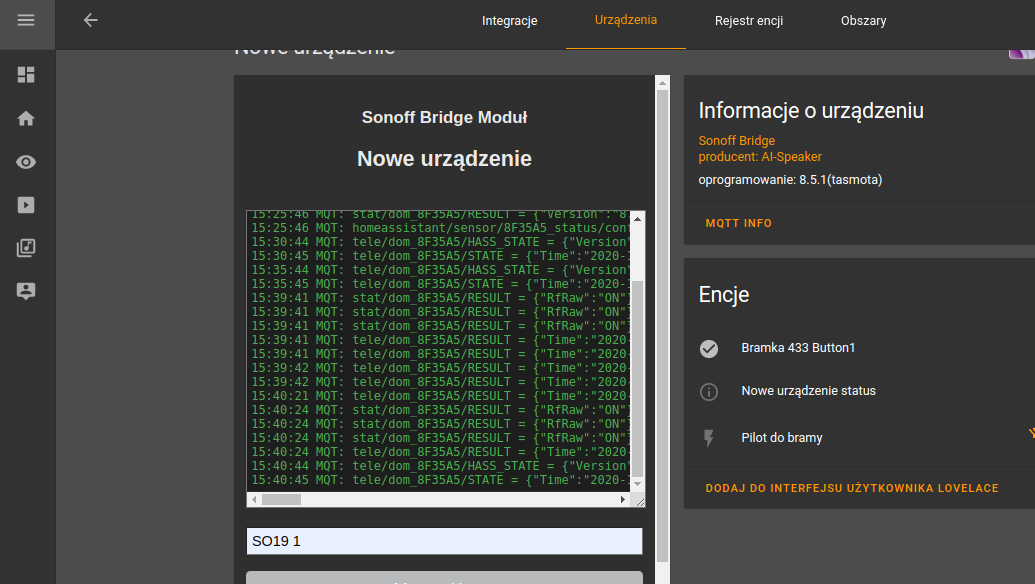 Integracje
Urządzenia
Rejestr encji
Obszary
Nowe urządzenie
Sonoff Bridge Moduł
Nowe urządzenie
15:25:46 MQT: stat/dom_8F35A5/RESULT = {"Version":"8.
15:25:46 MQT: homeassistant/sensor/8F35A5_status/conf
15:30:44 MQT: tele/dom_8F35A5/HASS_STATE = {"Version"
15:30:45 MQT: tele/dom_8F35A5/STATE = {"Time":"2020-1
15:35:44 MQT: tele/dom_8F35A5/HASS_STATE = {"Version"
15:35:45 MQT: tele/dom_8F35A5/STATE = {"Time":"2020-1
15:39:41 MQT: stat/dom_8F35A5/RESULT = {"RfRaw":"ON"}
15:39:41 MQT: stat/dom_8F35A5/RESULT = {"RfRaw":"ON"}
15:39:41 MQT: stat/dom_8F35A5/RESULT = {"RfRaw":"ON"}
15:39:41 MQT: tele/dom_8F35A5/RESULT = {"Time":"2020-
15:39:41 MQT: tele/dom_8F35A5/RESULT = {"Time":"2020-
15:39:42 MQT: tele/dom_8F35A5/RESULT = {"Time":"2020-
15:39:42 MQT: tele/dom_8F35A5/RESULT = {"Time":"2020-
15:40:21 MQT: tele/dom_8F35A5/RESULT = {"Time":"2020-
15:40:24 MQT: stat/dom_8F35A5/RESULT = {"RfRaw":"ON"}
15:40:24 MQT: stat/dom_8F35A5/RESULT = {"RfRaw":"ON"}
15:40:24 MQT: stat/dom_8F35A5/RESULT = {"RfRaw":"ON"}
15:40:24 MQT: tele/dom_8F35A5/RESULT = {"Time":"2020-
15:40:44 MQT: tele/dom_8F35A5/HASS_STATE = {"Version"
15:40:45 MQT: tele/dom_8F35A5/STATE = {"Time":"2020-1
SO19 1
Informacje o urządzeniu
Sonoff Bridge
producent: AI-Speaker
oprogramowanie: 8.5.1(tasmota)
MQTT INFO
Encje
Bramka 433 Button1
Nowe urządzenie status
Pilot do bramy
DODAJ DO INTERFEJSU UŻYTKOWNIKA LOVELACE